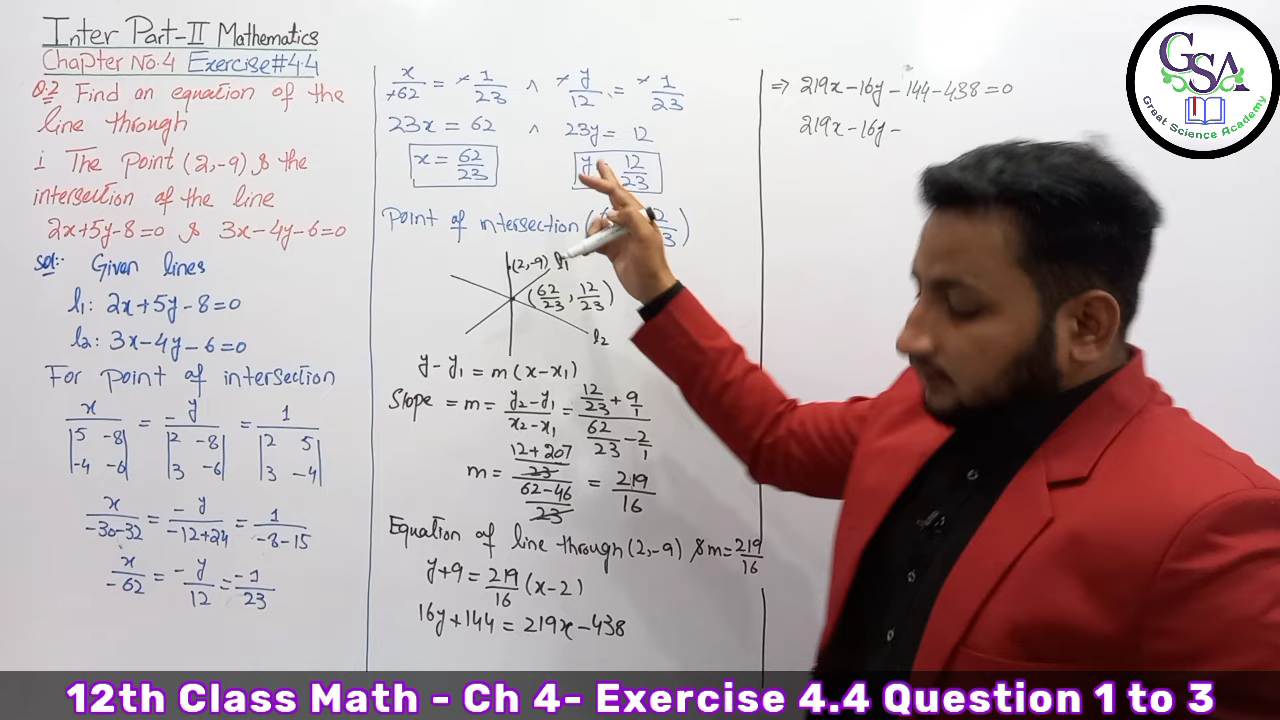 Inter Part-II Mathematics
Chapter No.4 Exercise#4.4
Q.2 Find an equation of the
line through
i The Point (2,-9) & the
intersection of the line
2x+5y-8=0 & 3x-4y-6=0
Sol:- Given lines
l₁: 2x+5y-8=0
l₂: 3x-4y-6=0
For Point of intersection
x/|5 -8; -4 -6| = -y/|2 -8; 3 -6| = 1/|2 5; 3 -4|
x/-30-32 = -y/-12+24 = 1/-8-15
x/-62 = -y/12 = -1/23
x/+62 = -1/23 ∧ -y/12 = -1/23
23x = 62 ∧ 23y = 12
x = 62/23 y 12/23
Point of intersection (
(2,-9) l₁
(62/23, 12/23)
l₂
y-y₁ = m(x-x₁)
Slope = m = y₂-y₁/x₂-x₁ = 12/23+9/1 / 62/23-2/1
m = 12+207/23 / 62-46/23 = 219/16
Equation of line through (2,-9) & m=219/16
y+9 = 219/16 (x-2)
16y+144 = 219x-438
⇒ 219x-16y-144-438=0
219x-16y-
GSA
Great Science Academy
12th Class Math - Ch 4- Exercise 4.4 Question 1 to 3